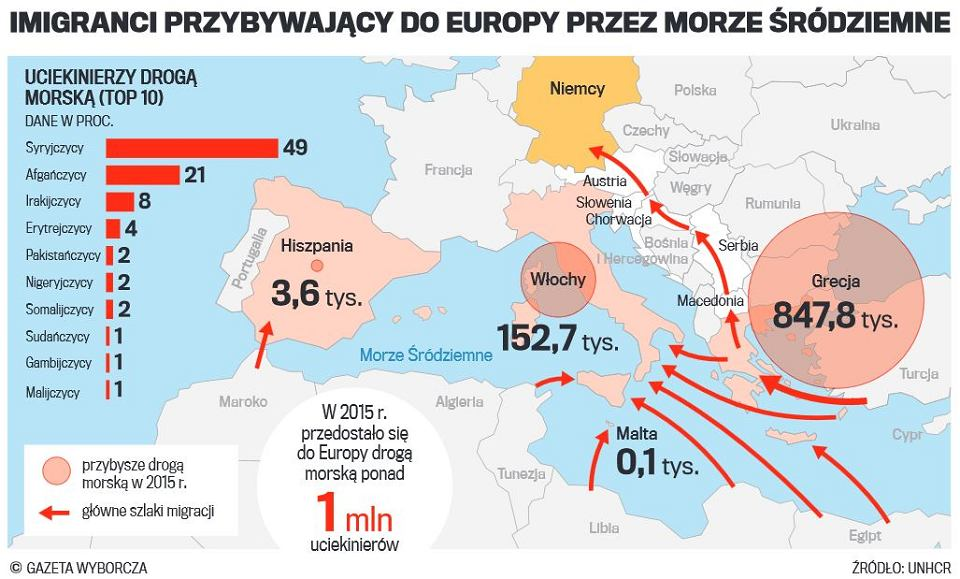 IMIGRANCI PRZYBYWAJĄCY DO EUROPY PRZEZ MORZE ŚRÓDZIEMNE
UCIEKINIERZY DROGĄ
MORSKĄ (TOP 10)
DANE W PROC.
Syryjczycy 49
Afgańczycy 21
Irakijczycy 8
Erytrejczycy 4
Pakistańczycy 2
Nigeryjczycy 2
Somalijczycy 2
Sudańczycy 1
Gambijczycy 1
Malijczycy 1
Niemcy
Polska
Ukraina
Czechy
Słowacja
Francja
Austria
Węgry
Słowenia
Chorwacja
Rumunia
Portugalia
Hiszpania
3,6 tys.
Bośnia
i Hercegowina
Serbia
Włochy
152,7 tys.
Macedonia
Grecja
847,8 tys.
Morze Śródziemne
Turcja
Maroko
Algieria
Cypr
Malta
0,1 tys.
Tunezja
Libia
Egipt
W 2015 r.
przedostało się
do Europy drogą
morską ponad
1 mln
uciekinierów
przybysze drogą
morską w 2015 r.
główne szlaki migracji
© GAZETA WYBORCZA
ŹRÓDŁO: UNHCR